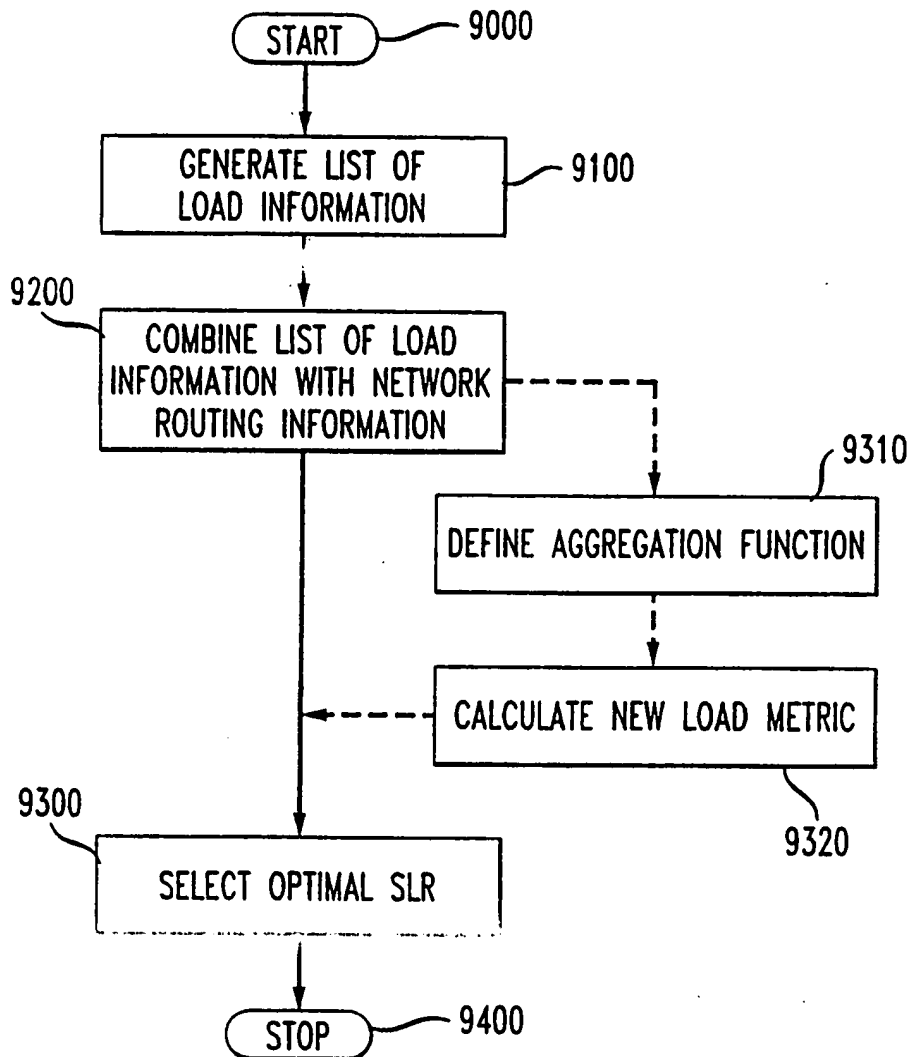 START
9000
GENERATE LIST OF
LOAD INFORMATION
9100
9200
COMBINE LIST OF LOAD
INFORMATION WITH NETWORK
ROUTING INFORMATION
9310
DEFINE AGGREGATION FUNCTION
CALCULATE NEW LOAD METRIC
9320
9300
SELECT OPTIMAL SLR
STOP
9400